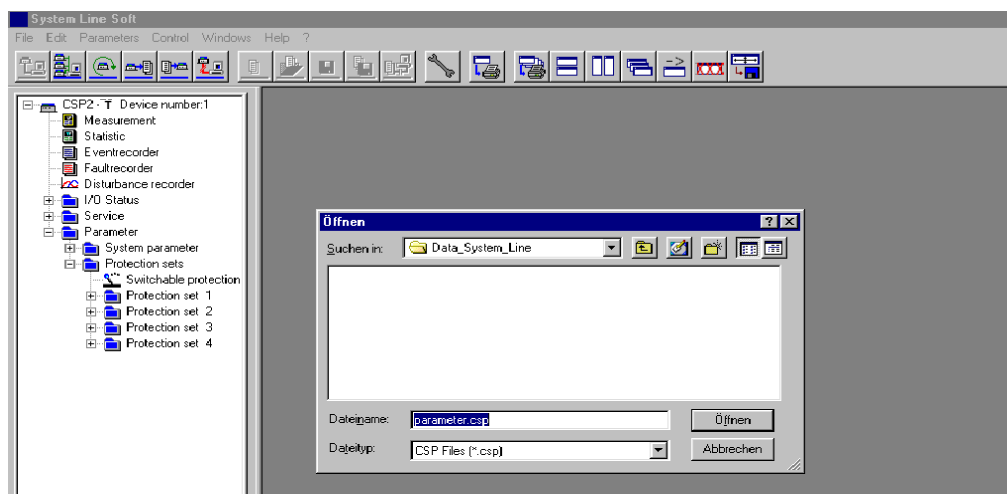 System Line Soft
File Edit Parameters Control Windows Help ?
CSP2 - T Device number:1
Measurement
Statistic
Eventrecorder
Faultrecorder
Disturbance recorder
I/O Status
Service
Parameter
System parameter
Protection sets
Switchable protection
Protection set 1
Protection set 2
Protection set 3
Protection set 4
Öffnen
Suchen in: Data_System_Line
Dateiname: parameter.csp Öffnen
Dateityp: CSP Files (*.csp) Abbrechen